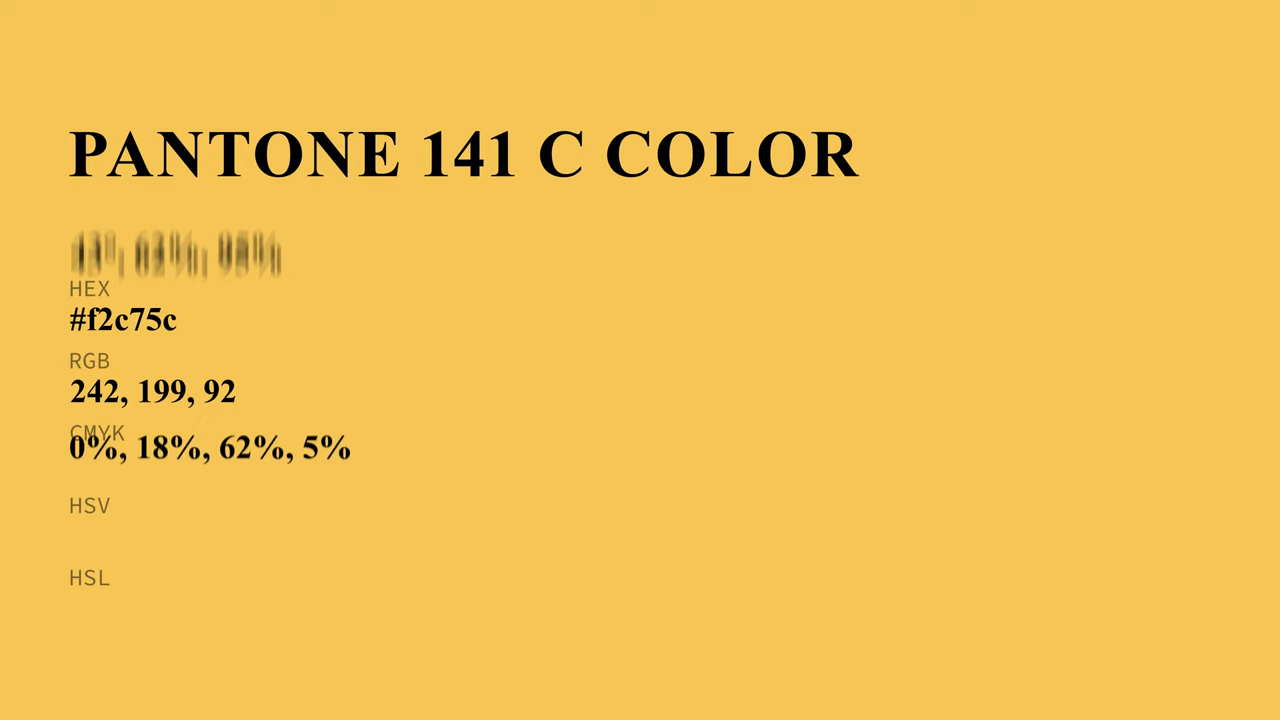 PANTONE 141 C COLOR
HEX
#f2c75c
RGB
242, 199, 92
CMYK
0%, 18%, 62%, 5%
HSV
HSL